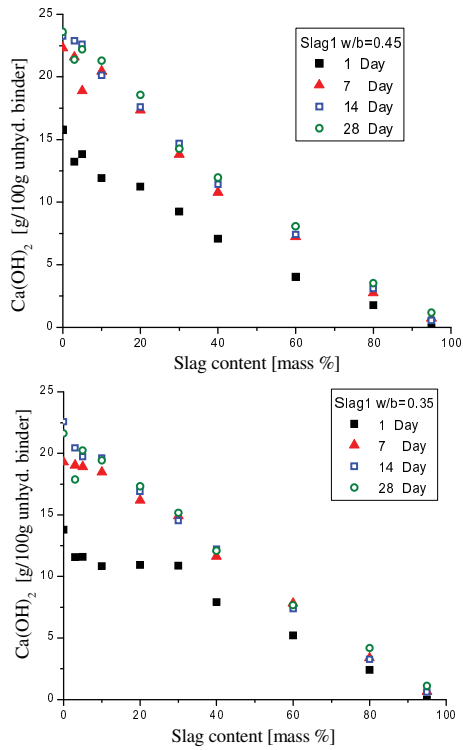 25
20
15
10
5
0
Ca(OH)2 [g/100g unhyd. binder]
Slag1 w/b=0.45
1 Day
7 Day
14 Day
28 Day
0 20 40 60 80 100
Slag content [mass %]
25
20
15
10
5
0
Ca(OH)2 [g/100g unhyd. binder]
Slag1 w/b=0.35
1 Day
7 Day
14 Day
28 Day
0 20 40 60 80 100
Slag content [mass %]